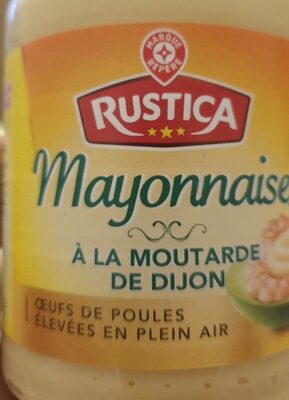 MARQUE
REPÈRE
RUSTICA
Mayonnaise
À LA MOUTARDE
DE DIJON
ŒUFS DE POULES
ÉLEVÉES EN PLEIN AIR